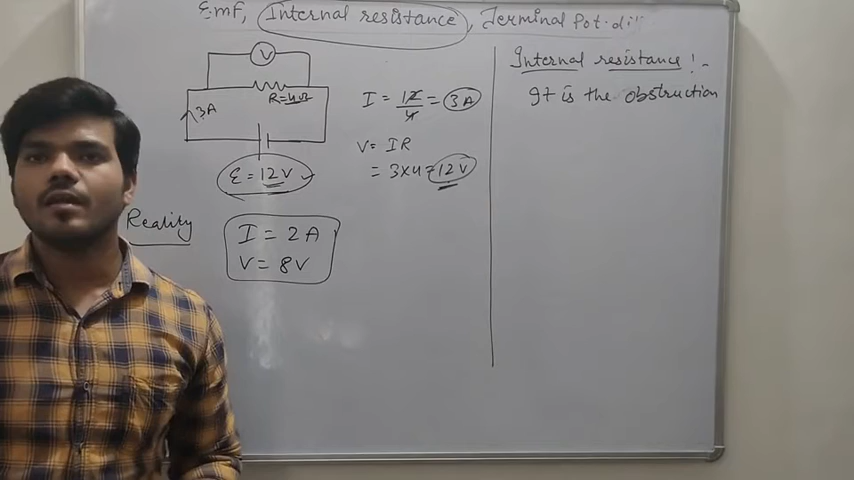 Emf, Internal resistance, Terminal Pot. di
V
R=4Ω
3A
ε = 12V
I = 12/4 = 3A
V= IR
= 3×4=12V
Reality
I = 2A
V= 8V
Internal resistance :-
It is the obstruction